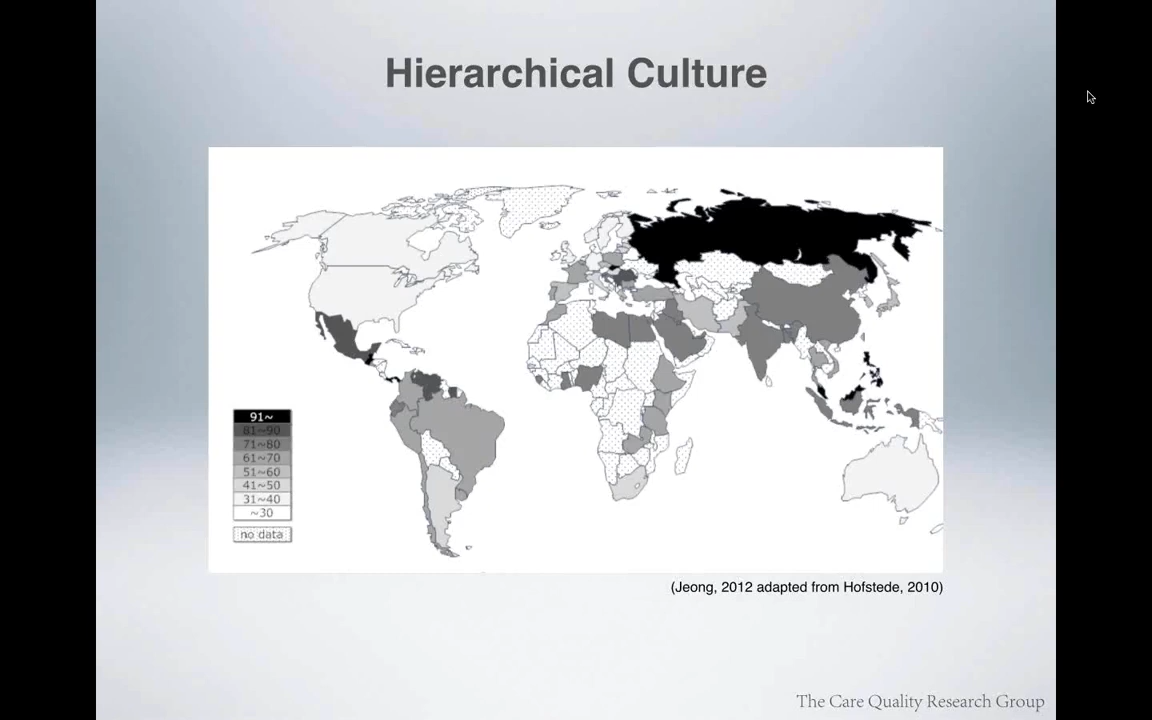 Hierarchical Culture
91~
81~90
71~80
61~70
51~60
41~50
31~40
~30
no data
(Jeong, 2012 adapted from Hofstede, 2010)
The Care Quality Research Group